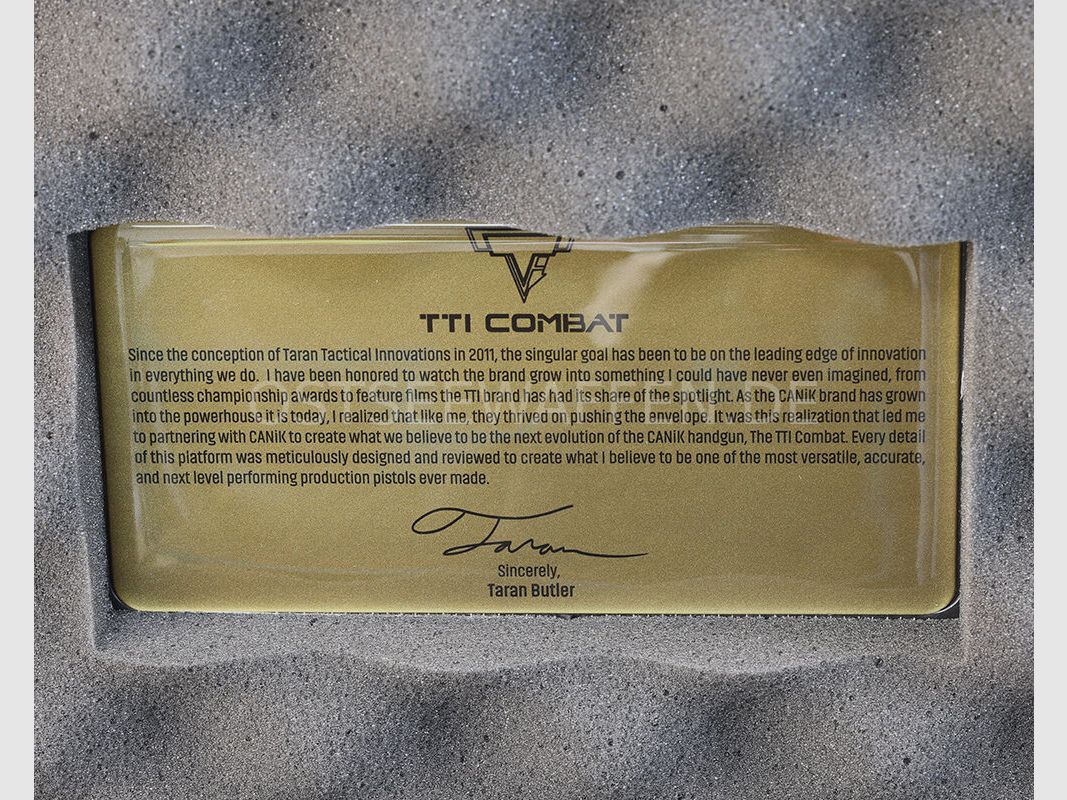 TTI COMBAT
Since the conception of Taran Tactical Innovations in 2011, the singular goal has been to be on the leading edge of innovation
in everything we do. I have been honored to watch the brand grow into something I could have never even imagined, from
countless championship awards to feature films the TTI brand has had its share of the spotlight. As the CANiK brand has grown
into the powerhouse it is today, I realized that like me, they thrived on pushing the envelope. It was this realization that led me
to partnering with CANiK to create what we believe to be the next evolution of the CANiK handgun, The TTI Combat. Every detail
of this platform was meticulously designed and reviewed to create what I believe to be one of the most versatile, accurate,
and next level performing production pistols ever made.
Taran
Sincerely,
Taran Butler
OSTSEEWAFFEN.DE